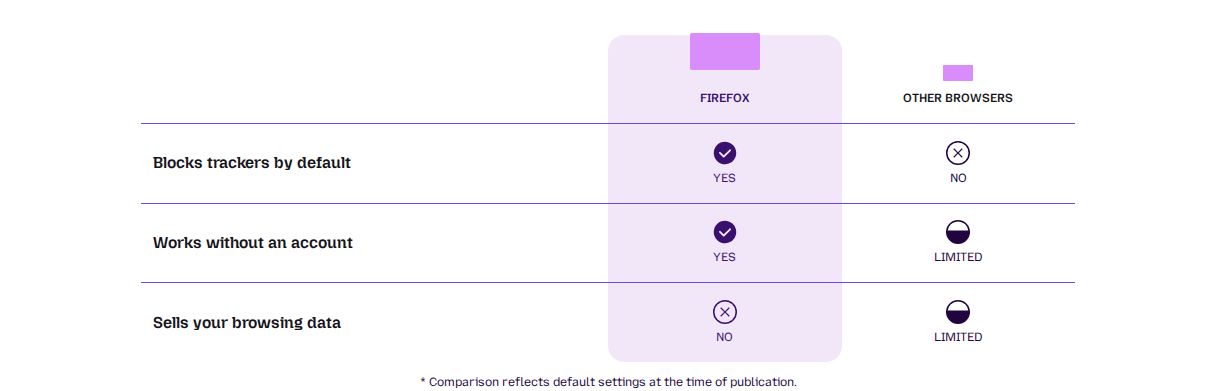 FIREFOX OTHER BROWSERS
Blocks trackers by default YES NO
Works without an account YES LIMITED
Sells your browsing data NO LIMITED
* Comparison reflects default settings at the time of publication.